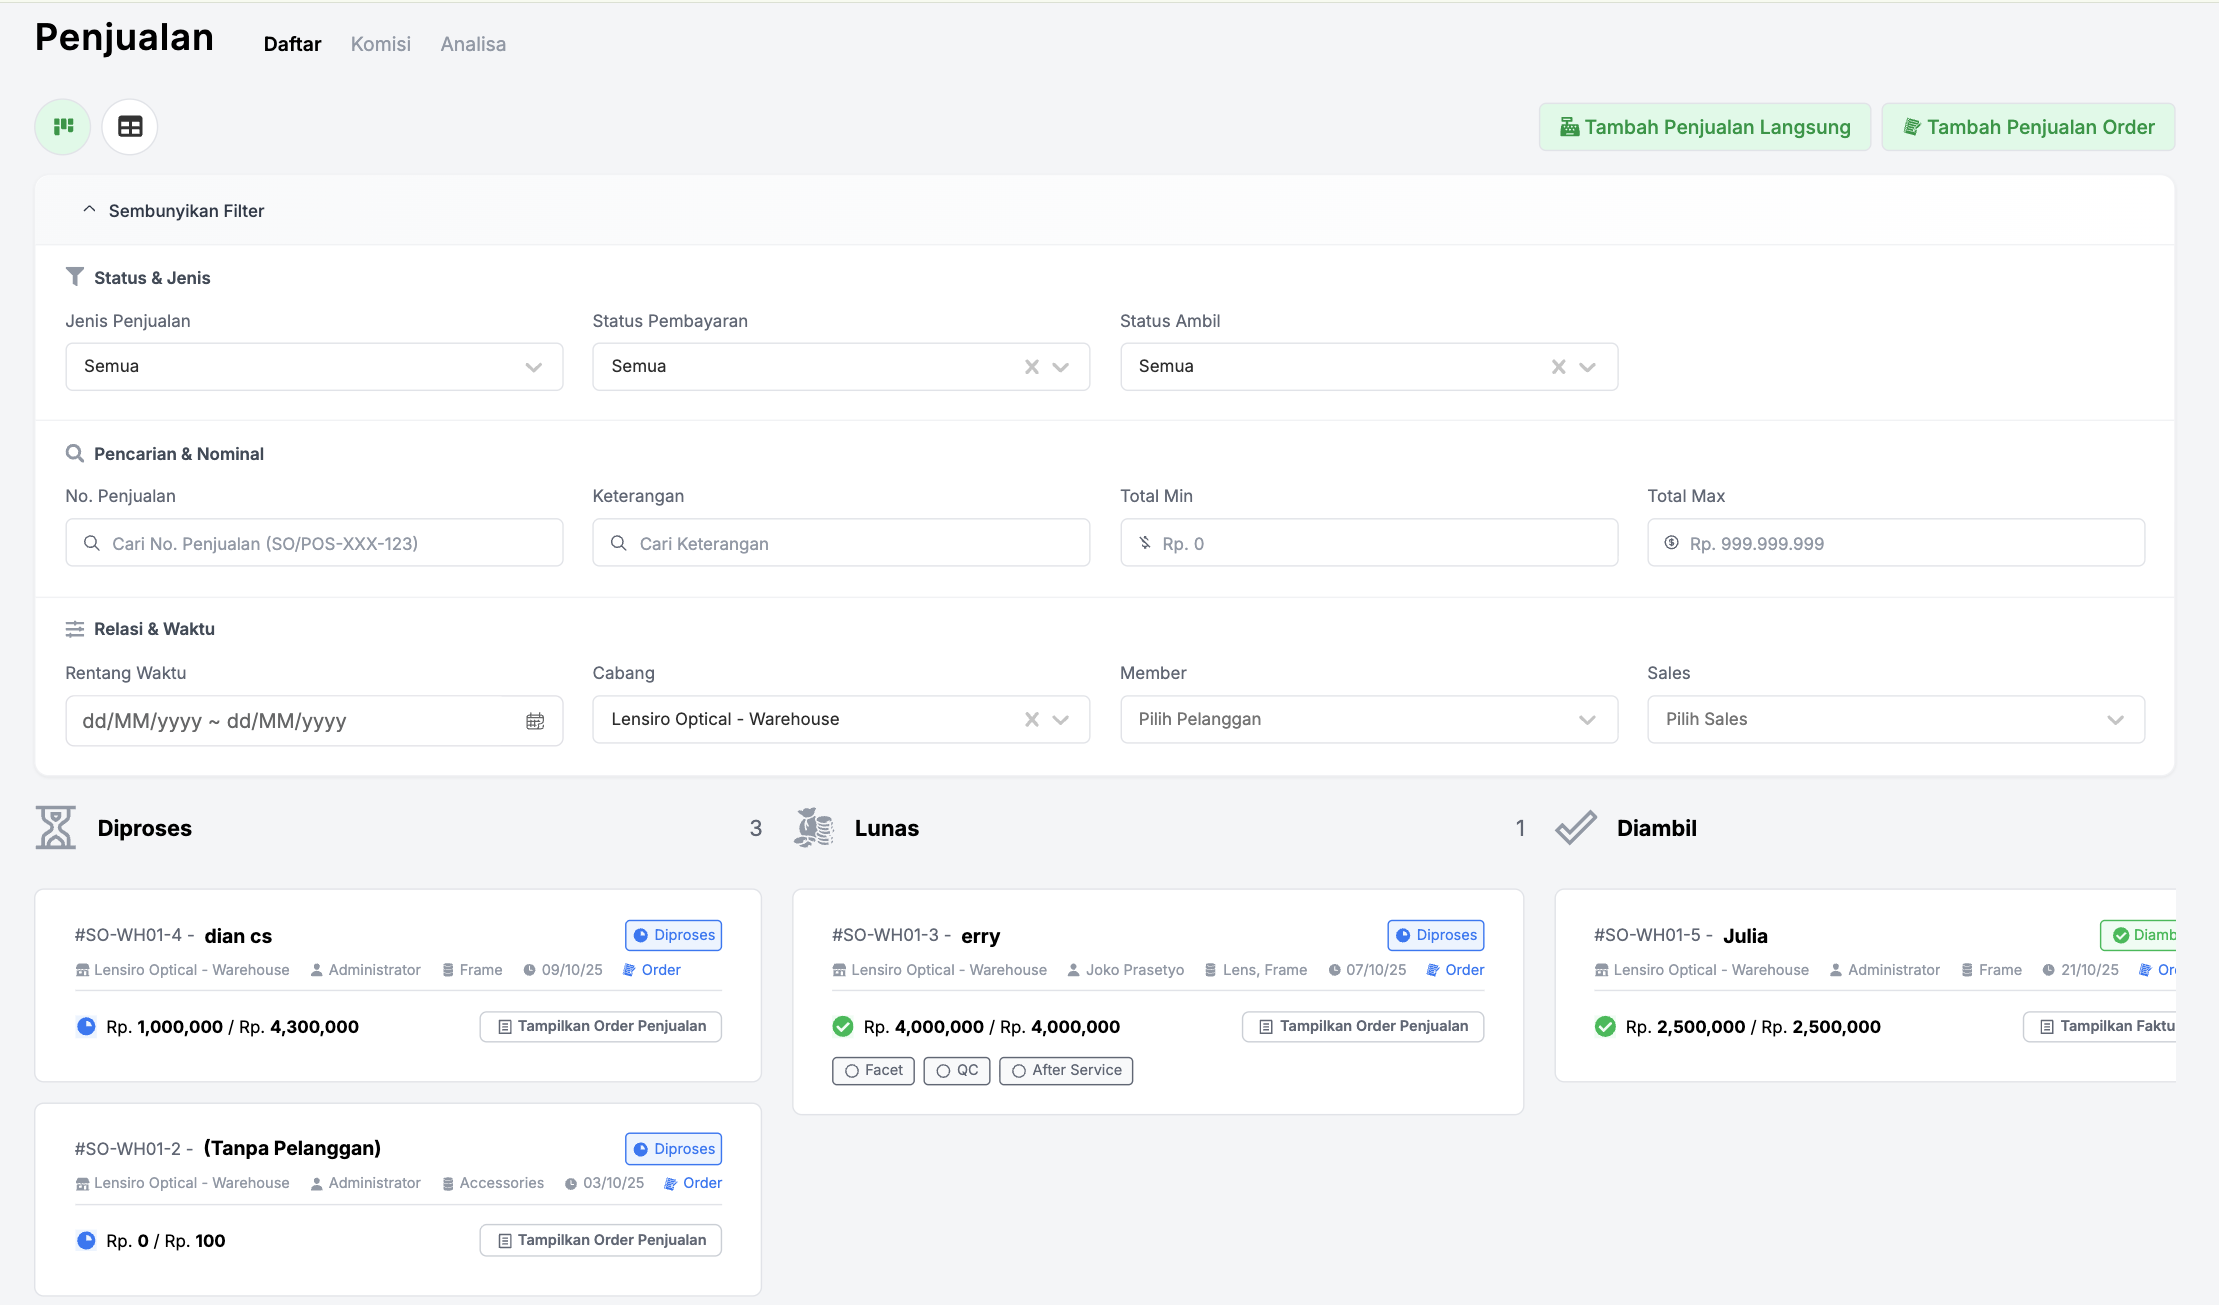 Penjualan Daftar Komisi Analisa
Tambah Penjualan Langsung Tambah Penjualan Order
Sembunyikan Filter
Status & Jenis
Jenis Penjualan Status Pembayaran Status Ambil
Semua Semua Semua
Pencarian & Nominal
No. Penjualan Keterangan Total Min Total Max
Cari No. Penjualan (SO/POS-XXX-123) Cari Keterangan Rp. 0 Rp. 999.999.999
Relasi & Waktu
Rentang Waktu Cabang Member Sales
dd/MM/yyyy ~ dd/MM/yyyy Lensiro Optical - Warehouse Pilih Pelanggan Pilih Sales
Diproses 3
#SO-WH01-4 - dian cs Diproses
Lensiro Optical - Warehouse Administrator Frame 09/10/25 Order
Rp. 1,000,000 / Rp. 4,300,000 Tampilkan Order Penjualan
#SO-WH01-2 - (Tanpa Pelanggan) Diproses
Lensiro Optical - Warehouse Administrator Accessories 03/10/25 Order
Rp. 0 / Rp. 100 Tampilkan Order Penjualan
Lunas 1
#SO-WH01-3 - erry Diproses
Lensiro Optical - Warehouse Joko Prasetyo Lens, Frame 07/10/25 Order
Rp. 4,000,000 / Rp. 4,000,000 Tampilkan Order Penjualan
Facet QC After Service
Diambil
#SO-WH01-5 - Julia Diamb
Lensiro Optical - Warehouse Administrator Frame 21/10/25 Or
Rp. 2,500,000 / Rp. 2,500,000 Tampilkan Faktu